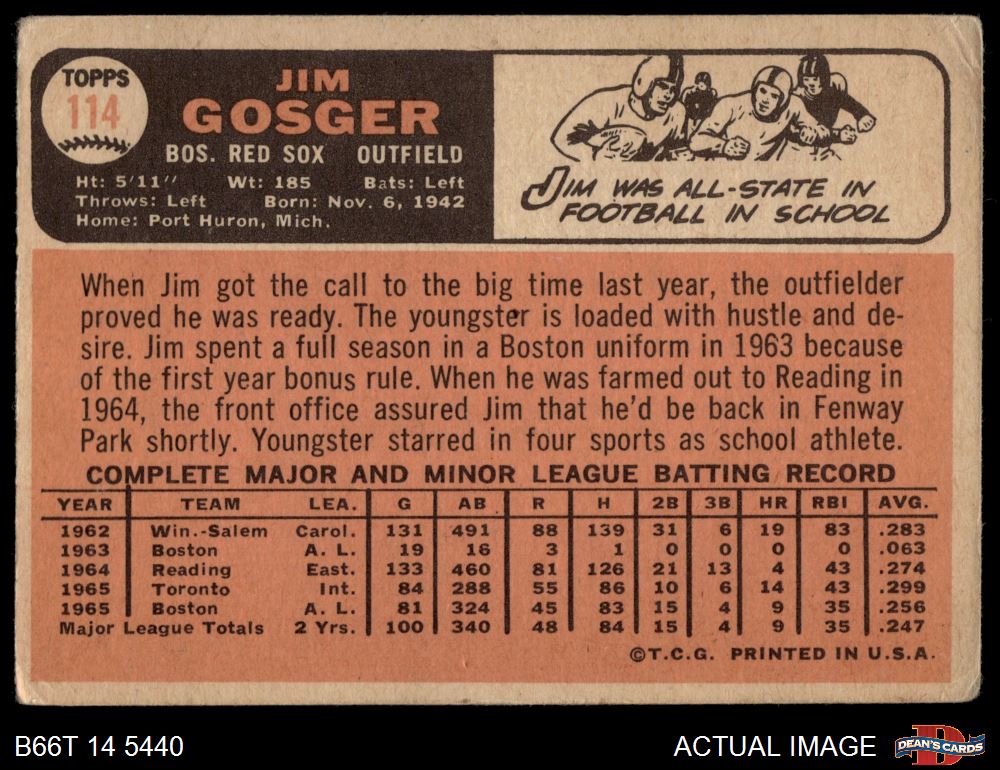 TOPPS
114
JIM
GOSGER
BOS. RED SOX OUTFIELD
Ht: 5'11" Wt: 185 Bats: Left
Throws: Left Born: Nov. 6, 1942
Home: Port Huron, Mich.
JIM WAS ALL-STATE IN
FOOTBALL IN SCHOOL
When Jim got the call to the big time last year, the outfielder
proved he was ready. The youngster is loaded with hustle and de-
sire. Jim spent a full season in a Boston uniform in 1963 because
of the first year bonus rule. When he was farmed out to Reading in
1964, the front office assured Jim that he'd be back in Fenway
Park shortly. Youngster starred in four sports as school athlete.
COMPLETE MAJOR AND MINOR LEAGUE BATTING RECORD
YEAR TEAM LEA. G AB R H 2B 3B HR RBI AVG.
1962 Win.-Salem Carol. 131 491 88 139 31 6 19 83 .283
1963 Boston A. L. 19 16 3 1 0 0 0 0 .063
1964 Reading East. 133 460 81 126 21 13 4 43 .274
1965 Toronto Int. 84 288 55 86 10 6 14 43 .299
1965 Boston A. L. 81 324 45 83 15 4 9 35 .256
Major League Totals 2 Yrs. 100 340 48 84 15 4 9 35 .247
©T.C.G. PRINTED IN U.S.A.
B66T 14 5440
ACTUAL IMAGE
D
DEAN'S CARDS